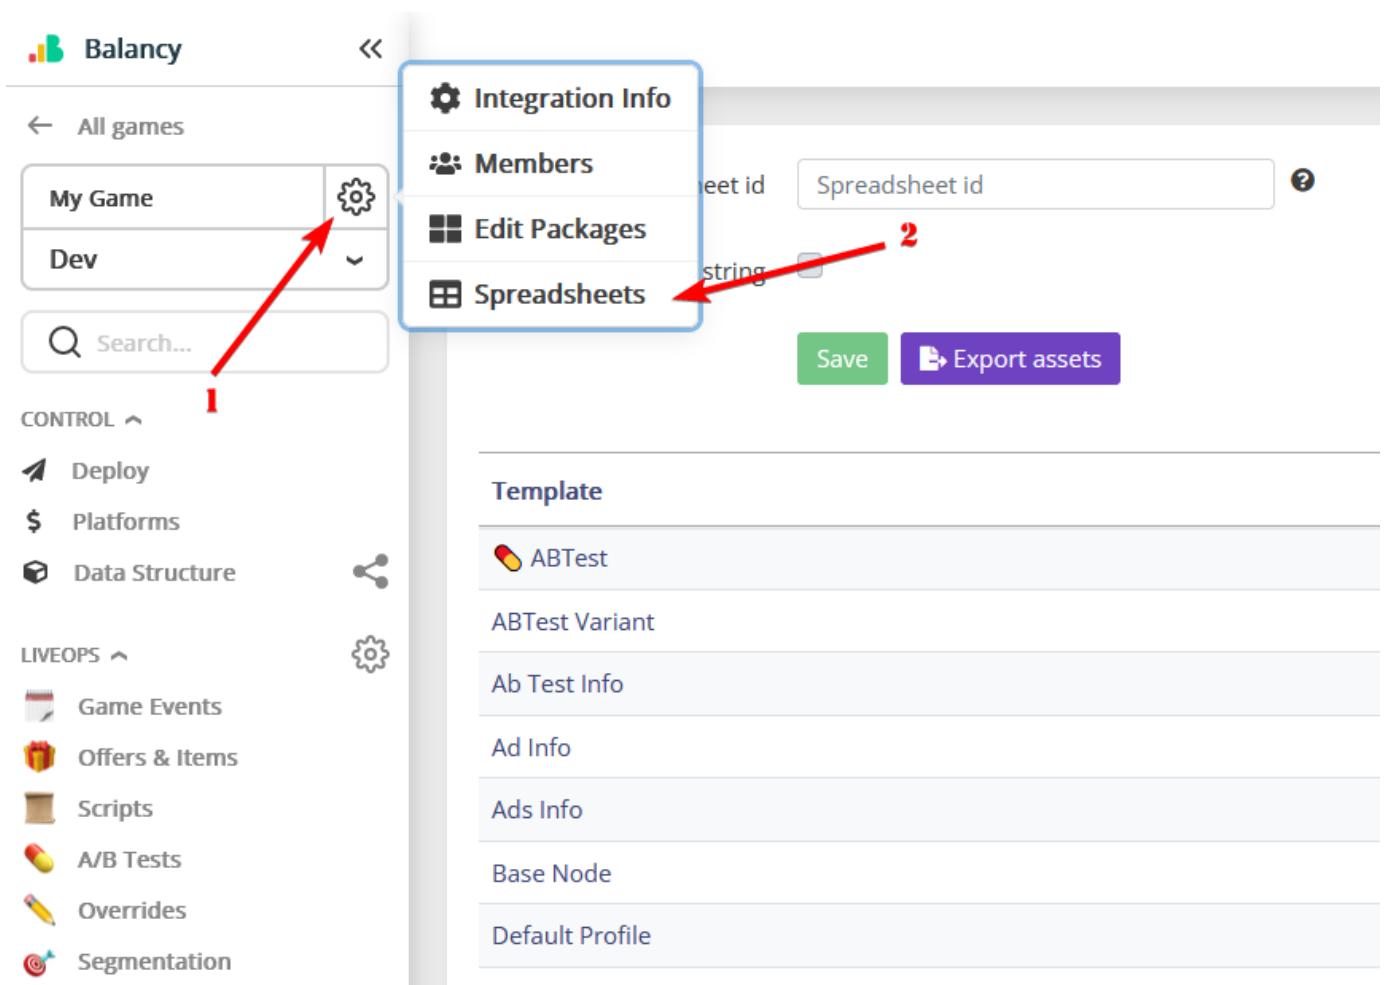 Balancy
All games
My Game
Dev
Search...
1
CONTROL
Deploy
Platforms
Data Structure
LIVEOPS
Game Events
Offers & Items
Scripts
A/B Tests
Overrides
Segmentation
Integration Info
Members
Edit Packages
Spreadsheets
2
eet id
Spreadsheet id
string
Save
Export assets
Template
ABTest
ABTest Variant
Ab Test Info
Ad Info
Ads Info
Base Node
Default Profile